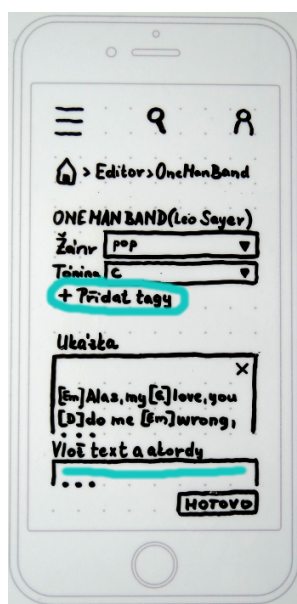 > Editor > OneManBand
ONE MAN BAND (Leo Sayer)
Žánr pop
Tónina C
+ Přidat tagy
Ukázka
X
[Em]Alas, my [G]love, you
[D]do me [Em]wrong,
...
Vlož text a akordy
...
HOTOVO